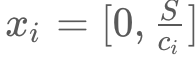 $x_i = [0, \frac{S}{c_i}]$